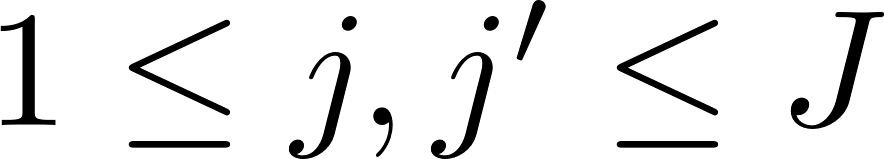 1 ≤ j, j′ ≤ J